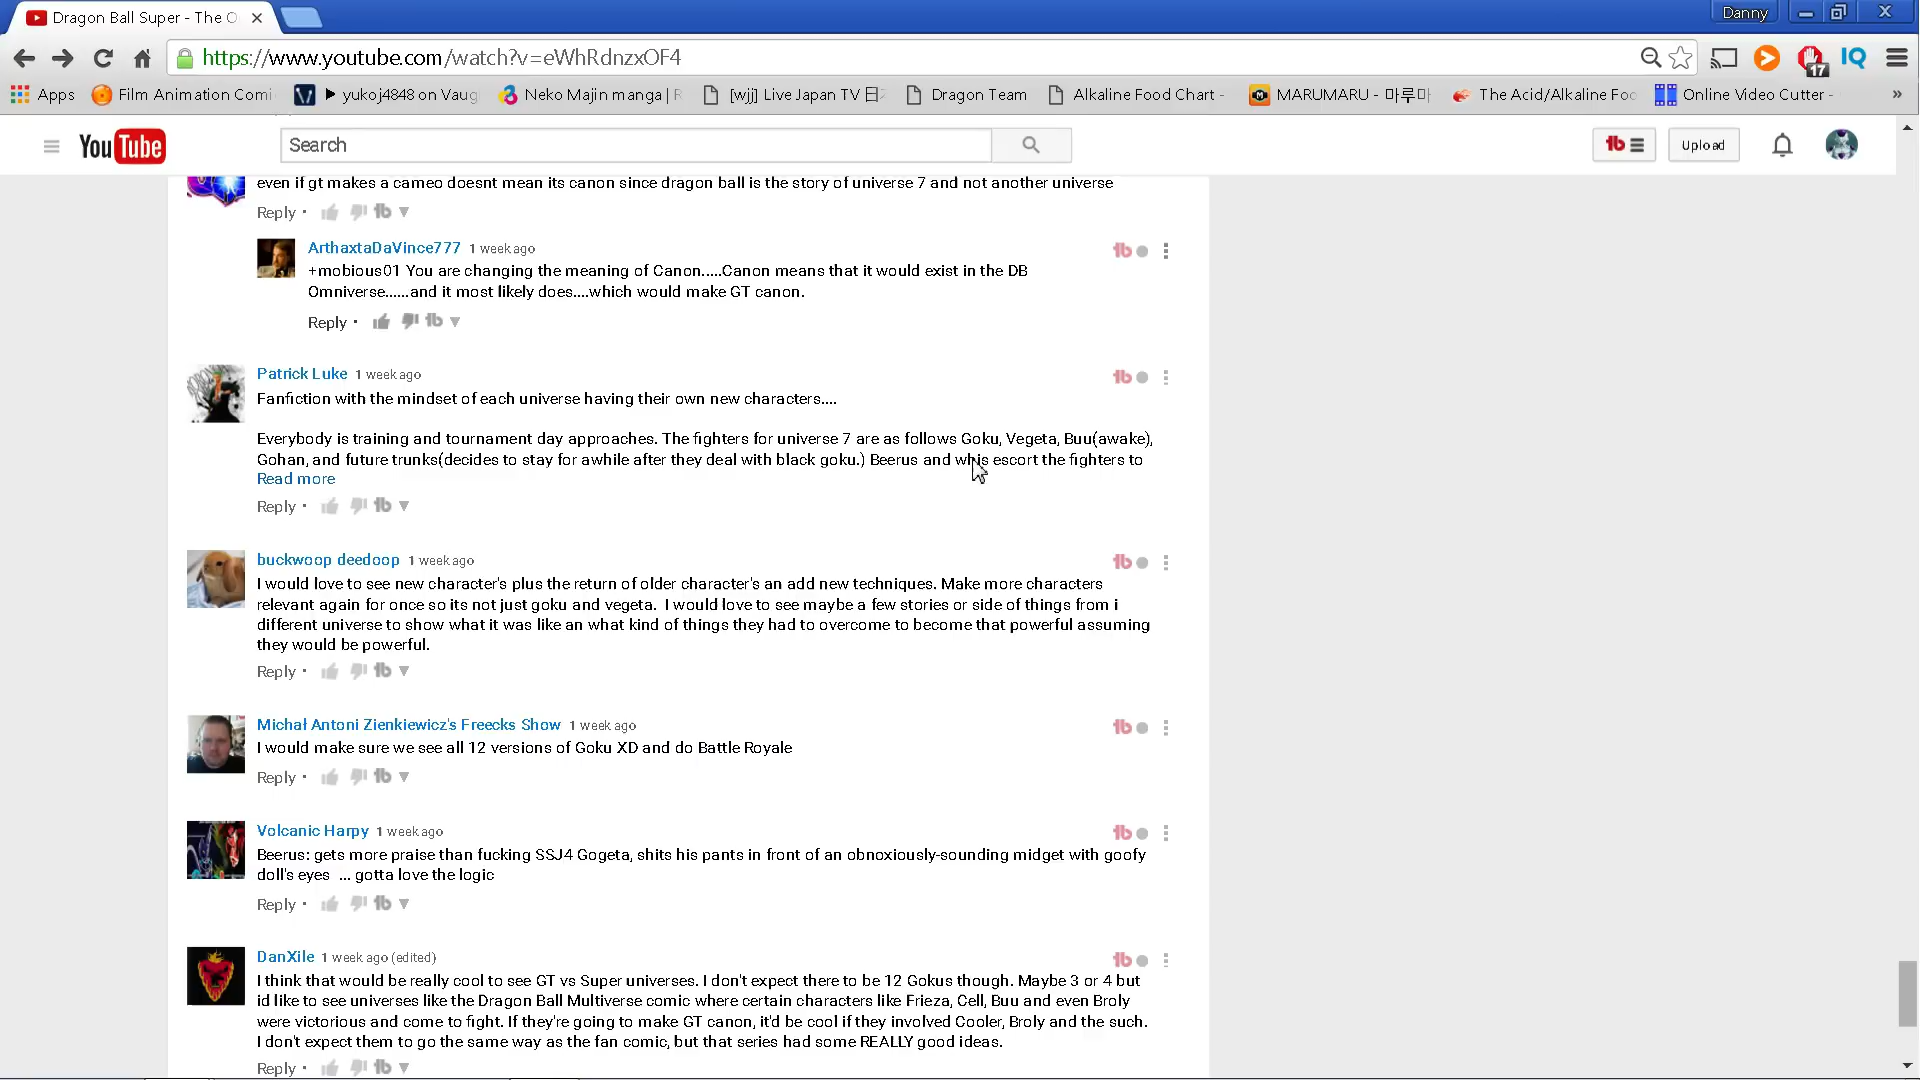 Dragon Ball Super - The O
Danny
https://www.youtube.com/watch?v=eWhRdnzxOF4
17
IQ
Apps
Film Animation Comi
yukoj4848 on Vaug
Neko Majin manga | R
[wjj] Live Japan TV 日
Dragon Team
Alkaline Food Chart -
MARUMARU - 마루마
The Acid/Alkaline Foo
Online Video Cutter -
»
YouTube
Search
Upload
even if gt makes a cameo doesnt mean its canon since dragon ball is the story of universe 7 and not another universe
Reply •
ArthaxtaDaVince777 1 week ago
+mobious01 You are changing the meaning of Canon.....Canon means that it would exist in the DB
Omniverse......and it most likely does....which would make GT canon.
Reply •
Patrick Luke 1 week ago
Fanfiction with the mindset of each universe having their own new characters....
Everybody is training and tournament day approaches. The fighters for universe 7 are as follows Goku, Vegeta, Buu(awake),
Gohan, and future trunks(decides to stay for awhile after they deal with black goku.) Beerus and whis escort the fighters to
Read more
Reply •
buckwoop deedoop 1 week ago
I would love to see new character's plus the return of older character's an add new techniques. Make more characters
relevant again for once so its not just goku and vegeta. I would love to see maybe a few stories or side of things from i
different universe to show what it was like an what kind of things they had to overcome to become that powerful assuming
they would be powerful.
Reply •
Michał Antoni Zienkiewicz's Freecks Show 1 week ago
I would make sure we see all 12 versions of Goku XD and do Battle Royale
Reply •
Volcanic Harpy 1 week ago
Beerus: gets more praise than fucking SSJ4 Gogeta, shits his pants in front of an obnoxiously-sounding midget with goofy
doll's eyes ... gotta love the logic
Reply •
DanXile 1 week ago (edited)
I think that would be really cool to see GT vs Super universes. I don't expect there to be 12 Gokus though. Maybe 3 or 4 but
id like to see universes like the Dragon Ball Multiverse comic where certain characters like Frieza, Cell, Buu and even Broly
were victorious and come to fight. If they're going to make GT canon, it'd be cool if they involved Cooler, Broly and the such.
I don't expect them to go the same way as the fan comic, but that series had some REALLY good ideas.
Reply •